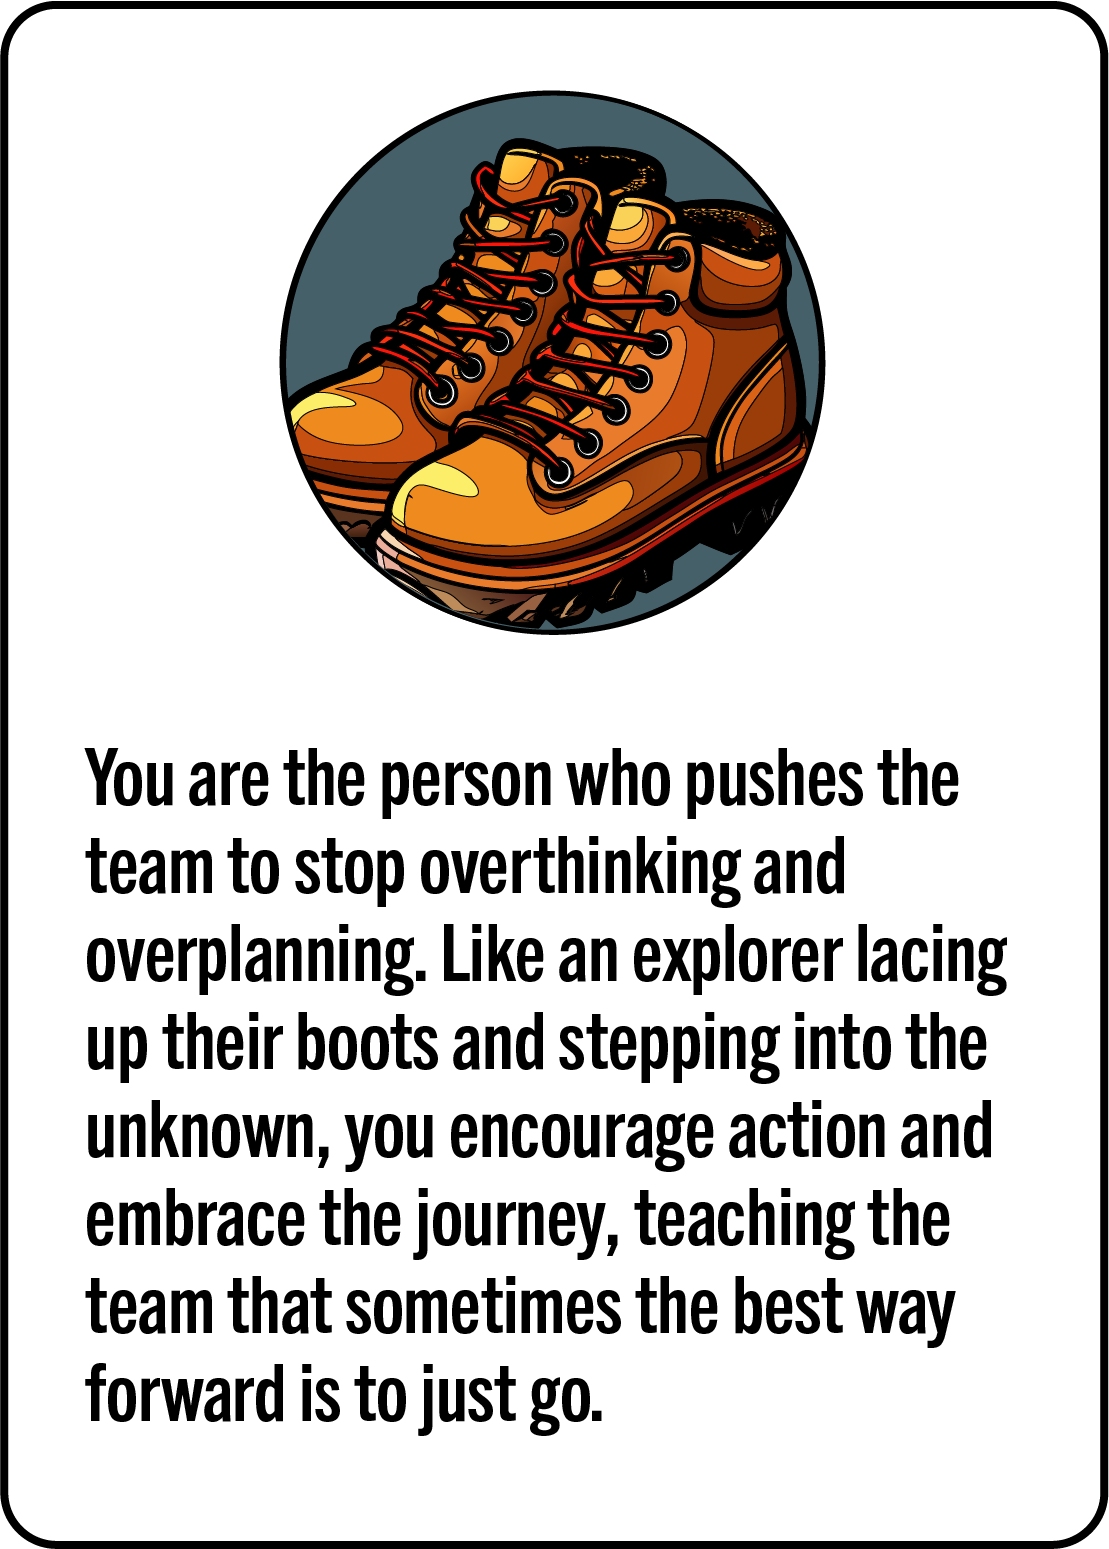 You are the person who pushes the
team to stop overthinking and
overplanning. Like an explorer lacing
up their boots and stepping into the
unknown, you encourage action and
embrace the journey, teaching the
team that sometimes the best way
forward is to just go.